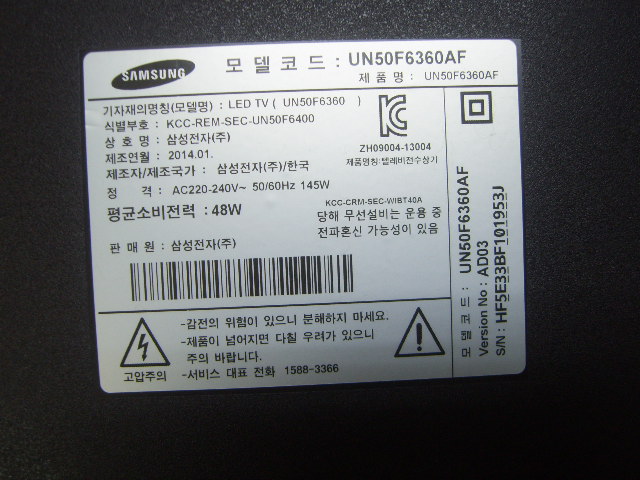 SAMSUNG
모델코드 : UN50F6360AF
제품명 : UN50F6360AF
기자재의명칭(모델명) : LED TV ( UN50F6360 )
식별부호 : KCC-REM-SEC-UN50F6400
상호명 : 삼성전자(주)
제조연월 : 2014.01.
제조자/제조국가 : 삼성전자(주)/한국
정격 : AC220-240V~ 50/60Hz 145W
평균소비전력 : 48W
판매원 : 삼성전자(주)
ZH09004-13004
제품명칭:텔레비전수상기
KCC-CRM-SEC-WIBT40A
당해 무선설비는 운용 중
전파혼신 가능성이 있음
고압주의
-감전의 위험이 있으니 분해하지 마세요.
-제품이 넘어지면 다칠 우려가 있으니
주의 바랍니다.
-서비스 대표 전화 1588-3366
모델코드 : UN50F6360AF
Version No : AD03
S/N : HF5E33BF101953J